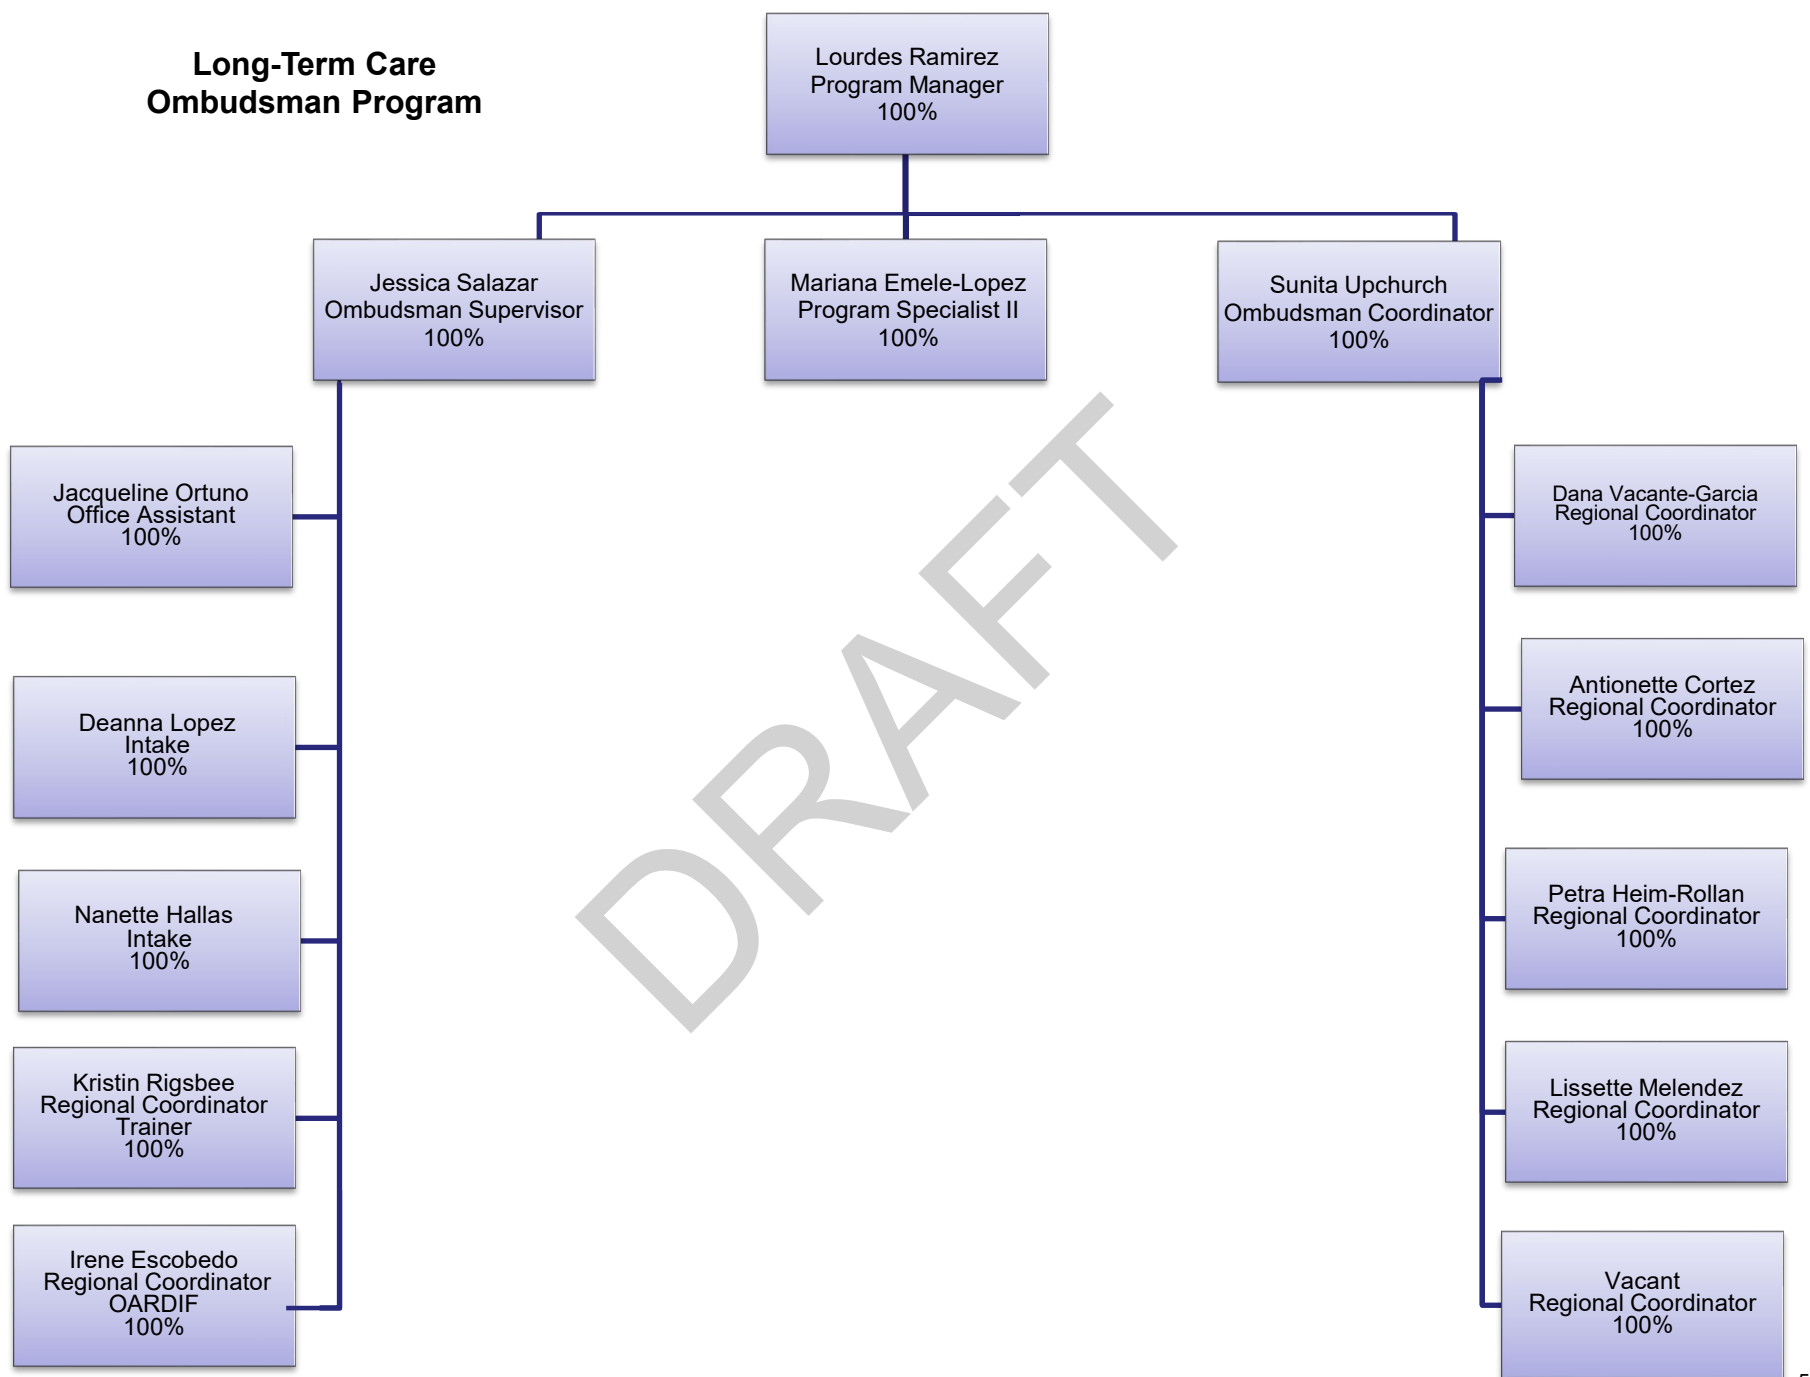 Long-Term Care
Ombudsman Program
Lourdes Ramirez
Program Manager
100%
Jessica Salazar
Ombudsman Supervisor
100%
Mariana Emele-Lopez
Program Specialist II
100%
Sunita Upchurch
Ombudsman Coordinator
100%
Jacqueline Ortuno
Office Assistant
100%
Deanna Lopez
Intake
100%
Nanette Hallas
Intake
100%
Kristin Rigsbee
Regional Coordinator
Trainer
100%
Irene Escobedo
Regional Coordinator
OARDIF
100%
Dana Vacante-Garcia
Regional Coordinator
100%
Antionette Cortez
Regional Coordinator
100%
Petra Heim-Rollan
Regional Coordinator
100%
Lissette Melendez
Regional Coordinator
100%
Vacant
Regional Coordinator
100%
DRAFT